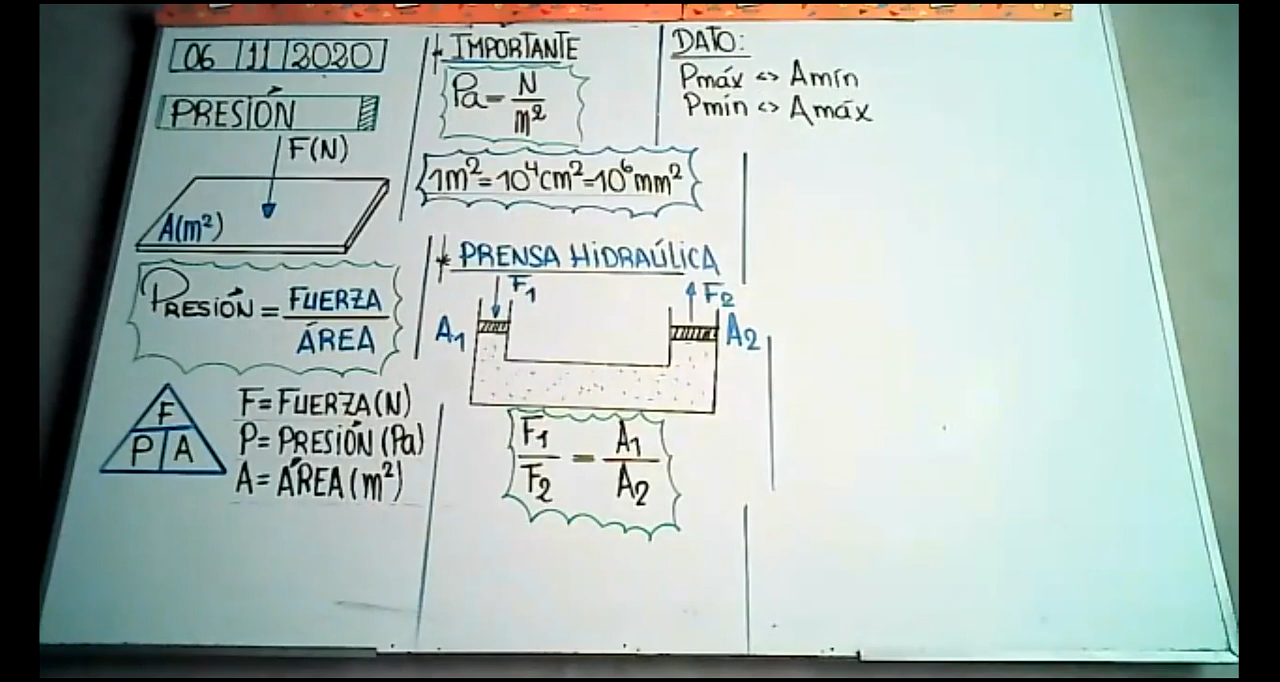 06 | 11 | 2020
PRESIÓN
F(N)
A(m²)
PRESIÓN = FUERZA / ÁREA
F
P | A
F = FUERZA (N)
P = PRESIÓN (Pa)
A = ÁREA (m²)
* IMPORTANTE
Pa = N / m²
1m² = 10⁴cm² = 10⁶mm²
* PRENSA HIDRAÚLICA
F₁
F₂
A₁
A₂
F₁ / F₂ = A₁ / A₂
DATO:
Pmáx <> Amín
Pmín <> Amáx